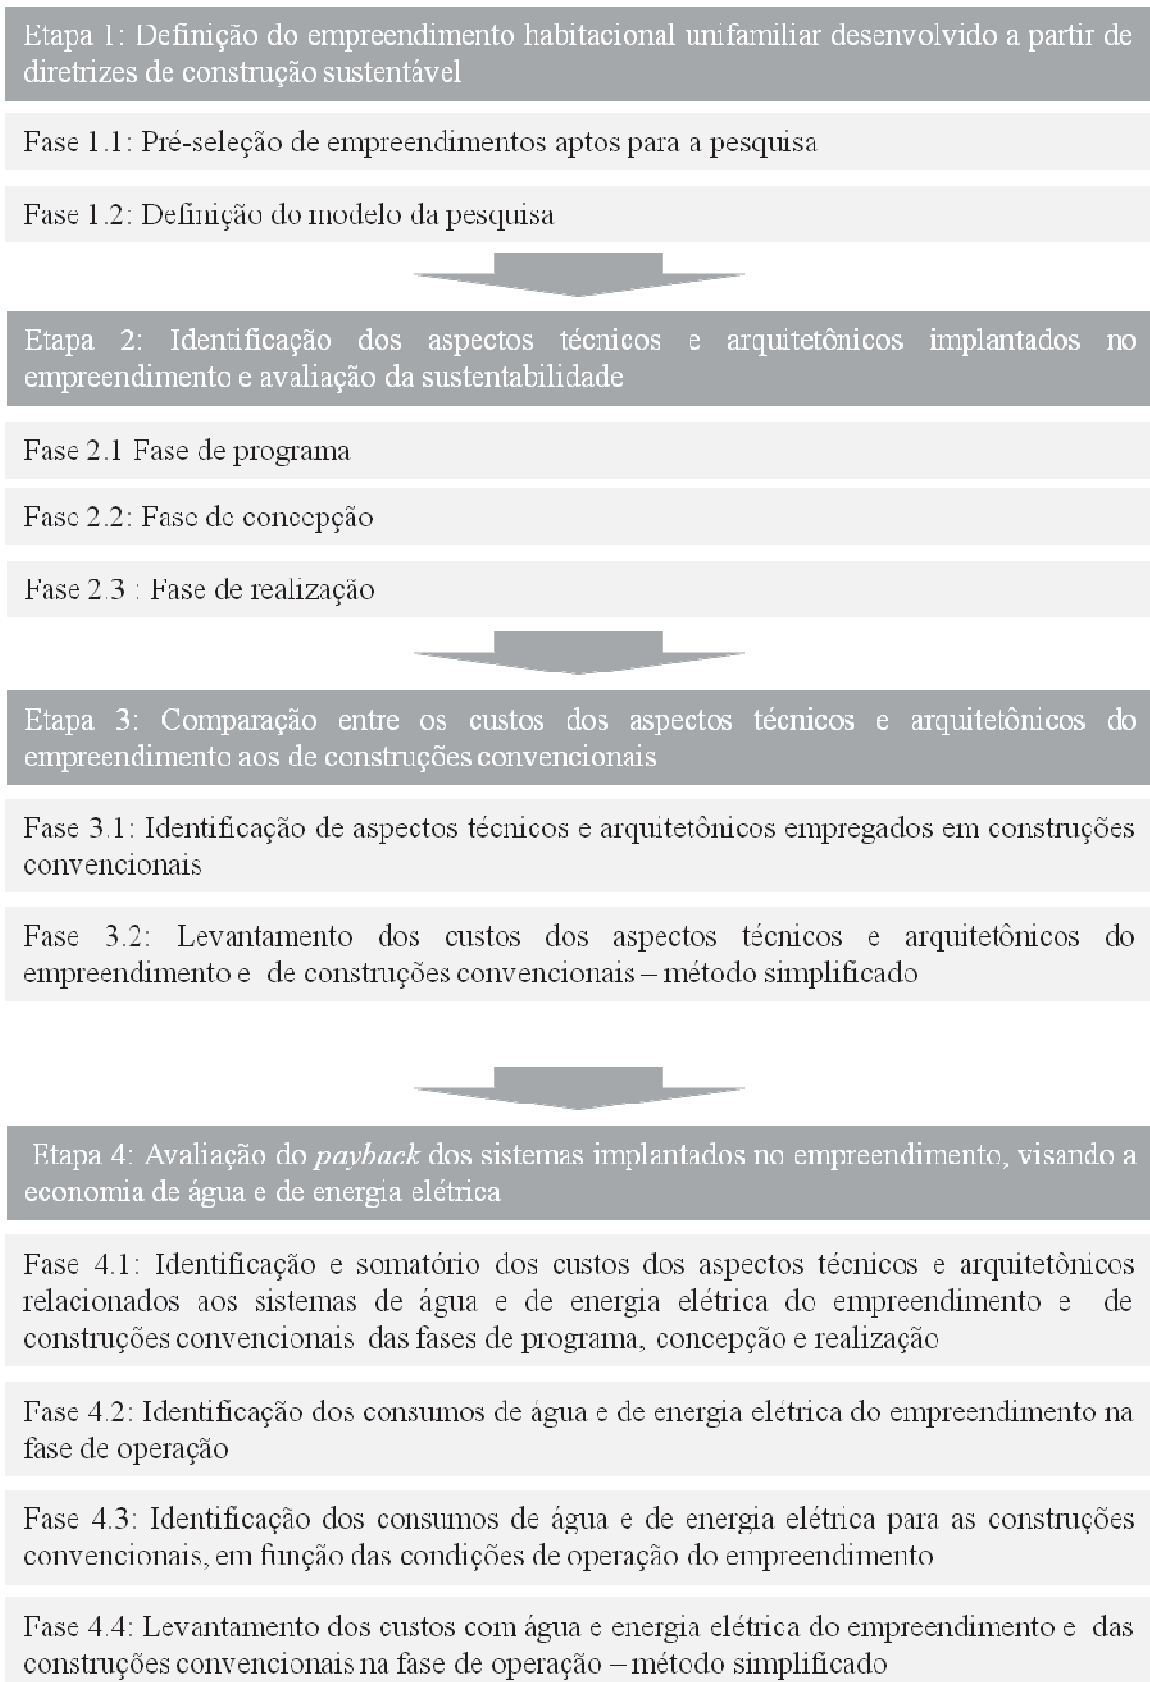 Etapa 1: Definição do empreendimento habitacional unifamiliar desenvolvido a partir de
diretrizes de construção sustentável
Fase 1.1: Pré-seleção de empreendimentos aptos para a pesquisa
Fase 1.2: Definição do modelo da pesquisa
Etapa 2: Identificação dos aspectos técnicos e arquitetônicos implantados no
empreendimento e avaliação da sustentabilidade
Fase 2.1 Fase de programa
Fase 2.2: Fase de concepção
Fase 2.3 : Fase de realização
Etapa 3: Comparação entre os custos dos aspectos técnicos e arquitetônicos do
empreendimento aos de construções convencionais
Fase 3.1: Identificação de aspectos técnicos e arquitetônicos empregados em construções
convencionais
Fase 3.2: Levantamento dos custos dos aspectos técnicos e arquitetônicos do
empreendimento e de construções convencionais – método simplificado
Etapa 4: Avaliação do payback dos sistemas implantados no empreendimento, visando a
economia de água e de energia elétrica
Fase 4.1: Identificação e somatório dos custos dos aspectos técnicos e arquitetônicos
relacionados aos sistemas de água e de energia elétrica do empreendimento e de
construções convencionais das fases de programa, concepção e realização
Fase 4.2: Identificação dos consumos de água e de energia elétrica do empreendimento na
fase de operação
Fase 4.3: Identificação dos consumos de água e de energia elétrica para as construções
convencionais, em função das condições de operação do empreendimento
Fase 4.4: Levantamento dos custos com água e energia elétrica do empreendimento e das
construções convencionais na fase de operação – método simplificado